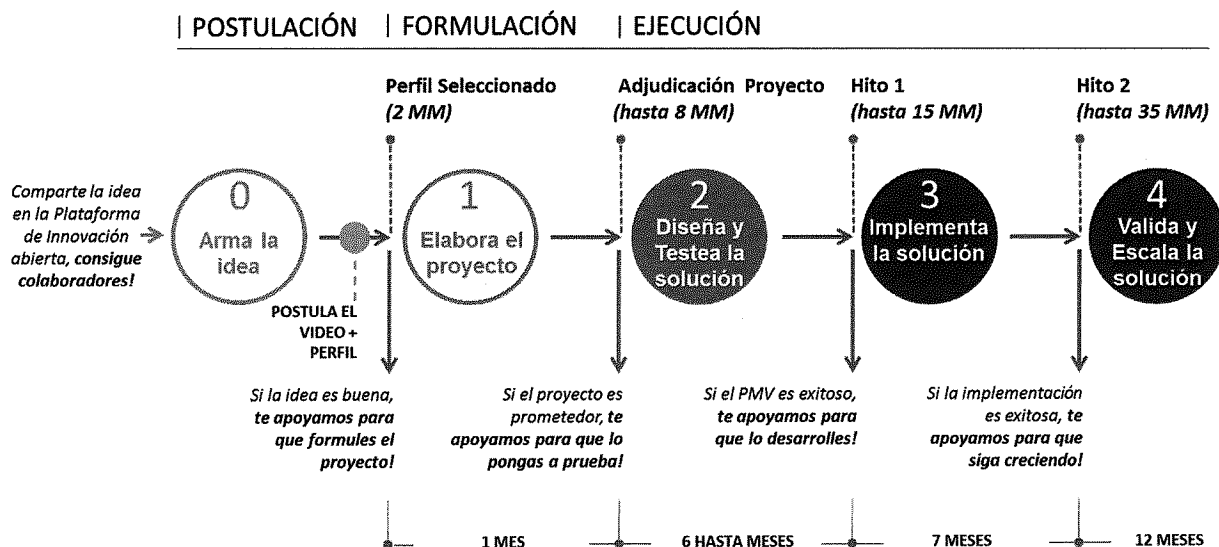 | POSTULACIÓN | FORMULACIÓN | EJECUCIÓN
Perfil Seleccionado
(2 MM)
Adjudicación Proyecto
(hasta 8 MM)
Hito 1
(hasta 15 MM)
Hito 2
(hasta 35 MM)
Comparte la idea
en la Plataforma
de Innovación
abierta, consigue
colaboradores!
0
Arma la
idea
POSTULA EL
VIDEO +
PERFIL
1
Elabora el
proyecto
2
Diseña y
Testea la
solución
3
Implementa
la solución
4
Valida y
Escala la
solución
Si la idea es buena,
te apoyamos para
que formules el
proyecto!
Si el proyecto es
prometedor, te
apoyamos para que lo
pongas a prueba!
Si el PMV es exitoso,
te apoyamos para
que lo desarrolles!
Si la implementación
es exitosa, te
apoyamos para que
siga creciendo!
1 MES
6 HASTA MESES
7 MESES
12 MESES